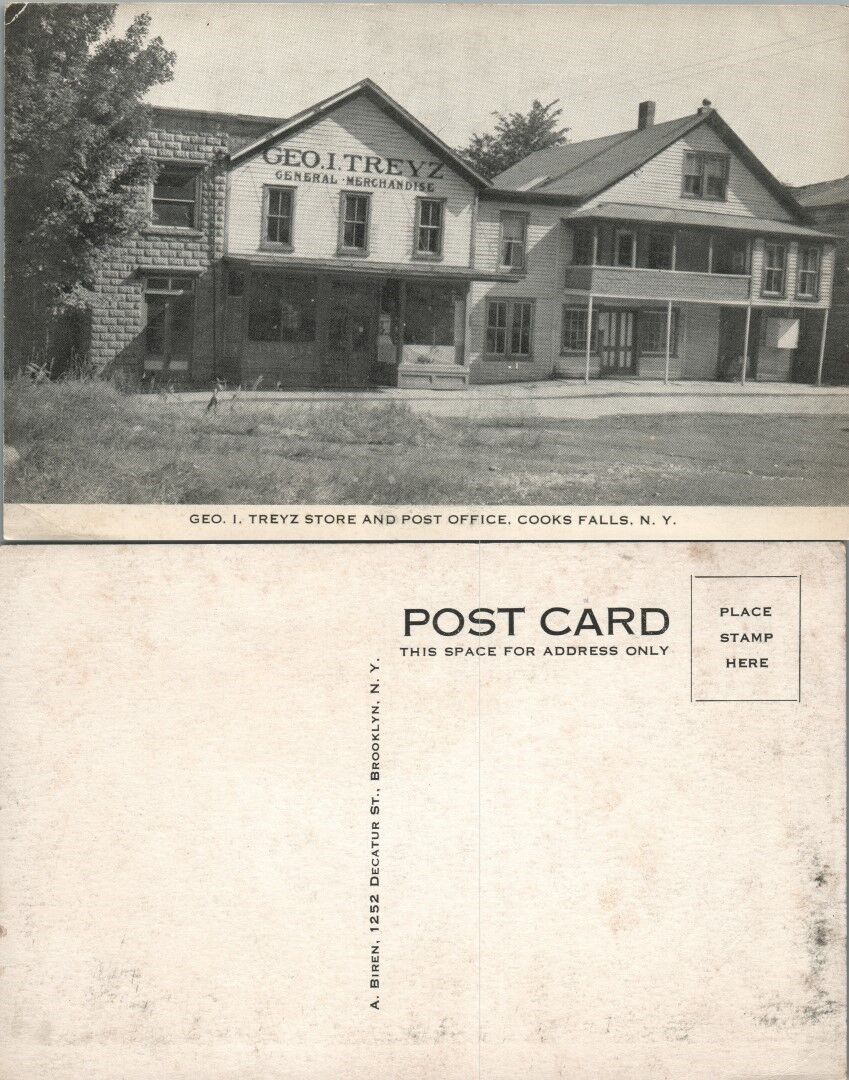 GEO. I. TREYZ
GENERAL MERCHANDISE
GEO. I. TREYZ STORE AND POST OFFICE, COOKS FALLS, N. Y.
POST CARD
THIS SPACE FOR ADDRESS ONLY
PLACE
STAMP
HERE
A. BIREN, 1252 DECATUR ST., BROOKLYN, N. Y.